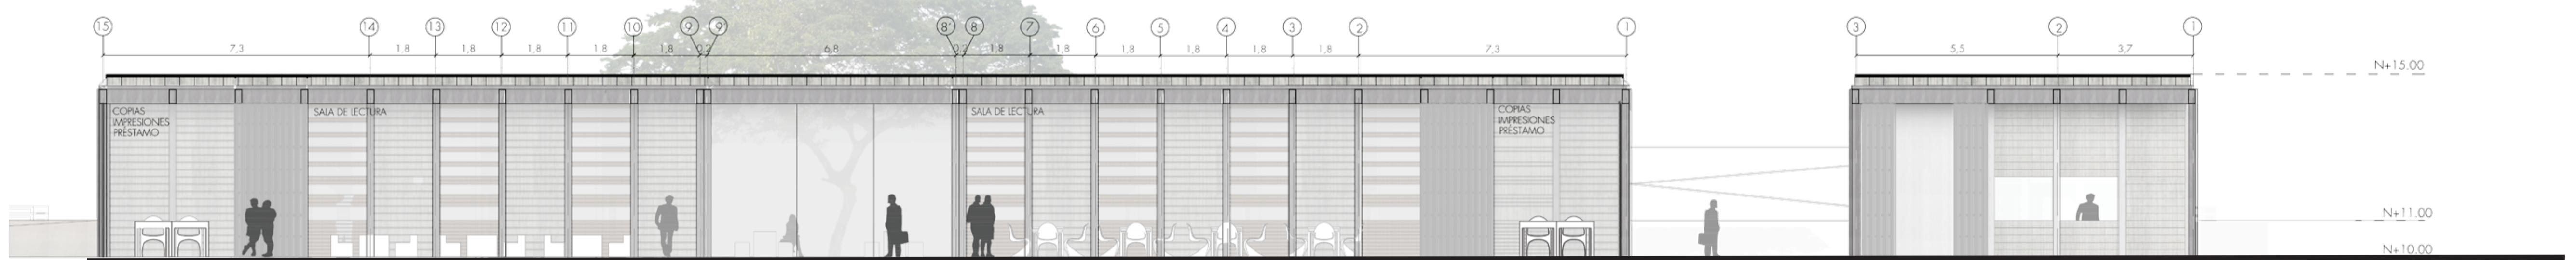 15 14 13 12 11 10 9 9' 8' 8 7 6 5 4 3 2 1 3 2 1
7,3 1,8 1,8 1,8 1,8 1,8 0,2 6,8 0,2 1,8 1,8 1,8 1,8 1,8 1,8 7,3 5,5 3,7
N+15.00
COPIAS
IMPRESIONES
PRÉSTAMO
SALA DE LECTURA
SALA DE LECTURA
COPIAS
IMPRESIONES
PRÉSTAMO
N+11.00
N+10.00